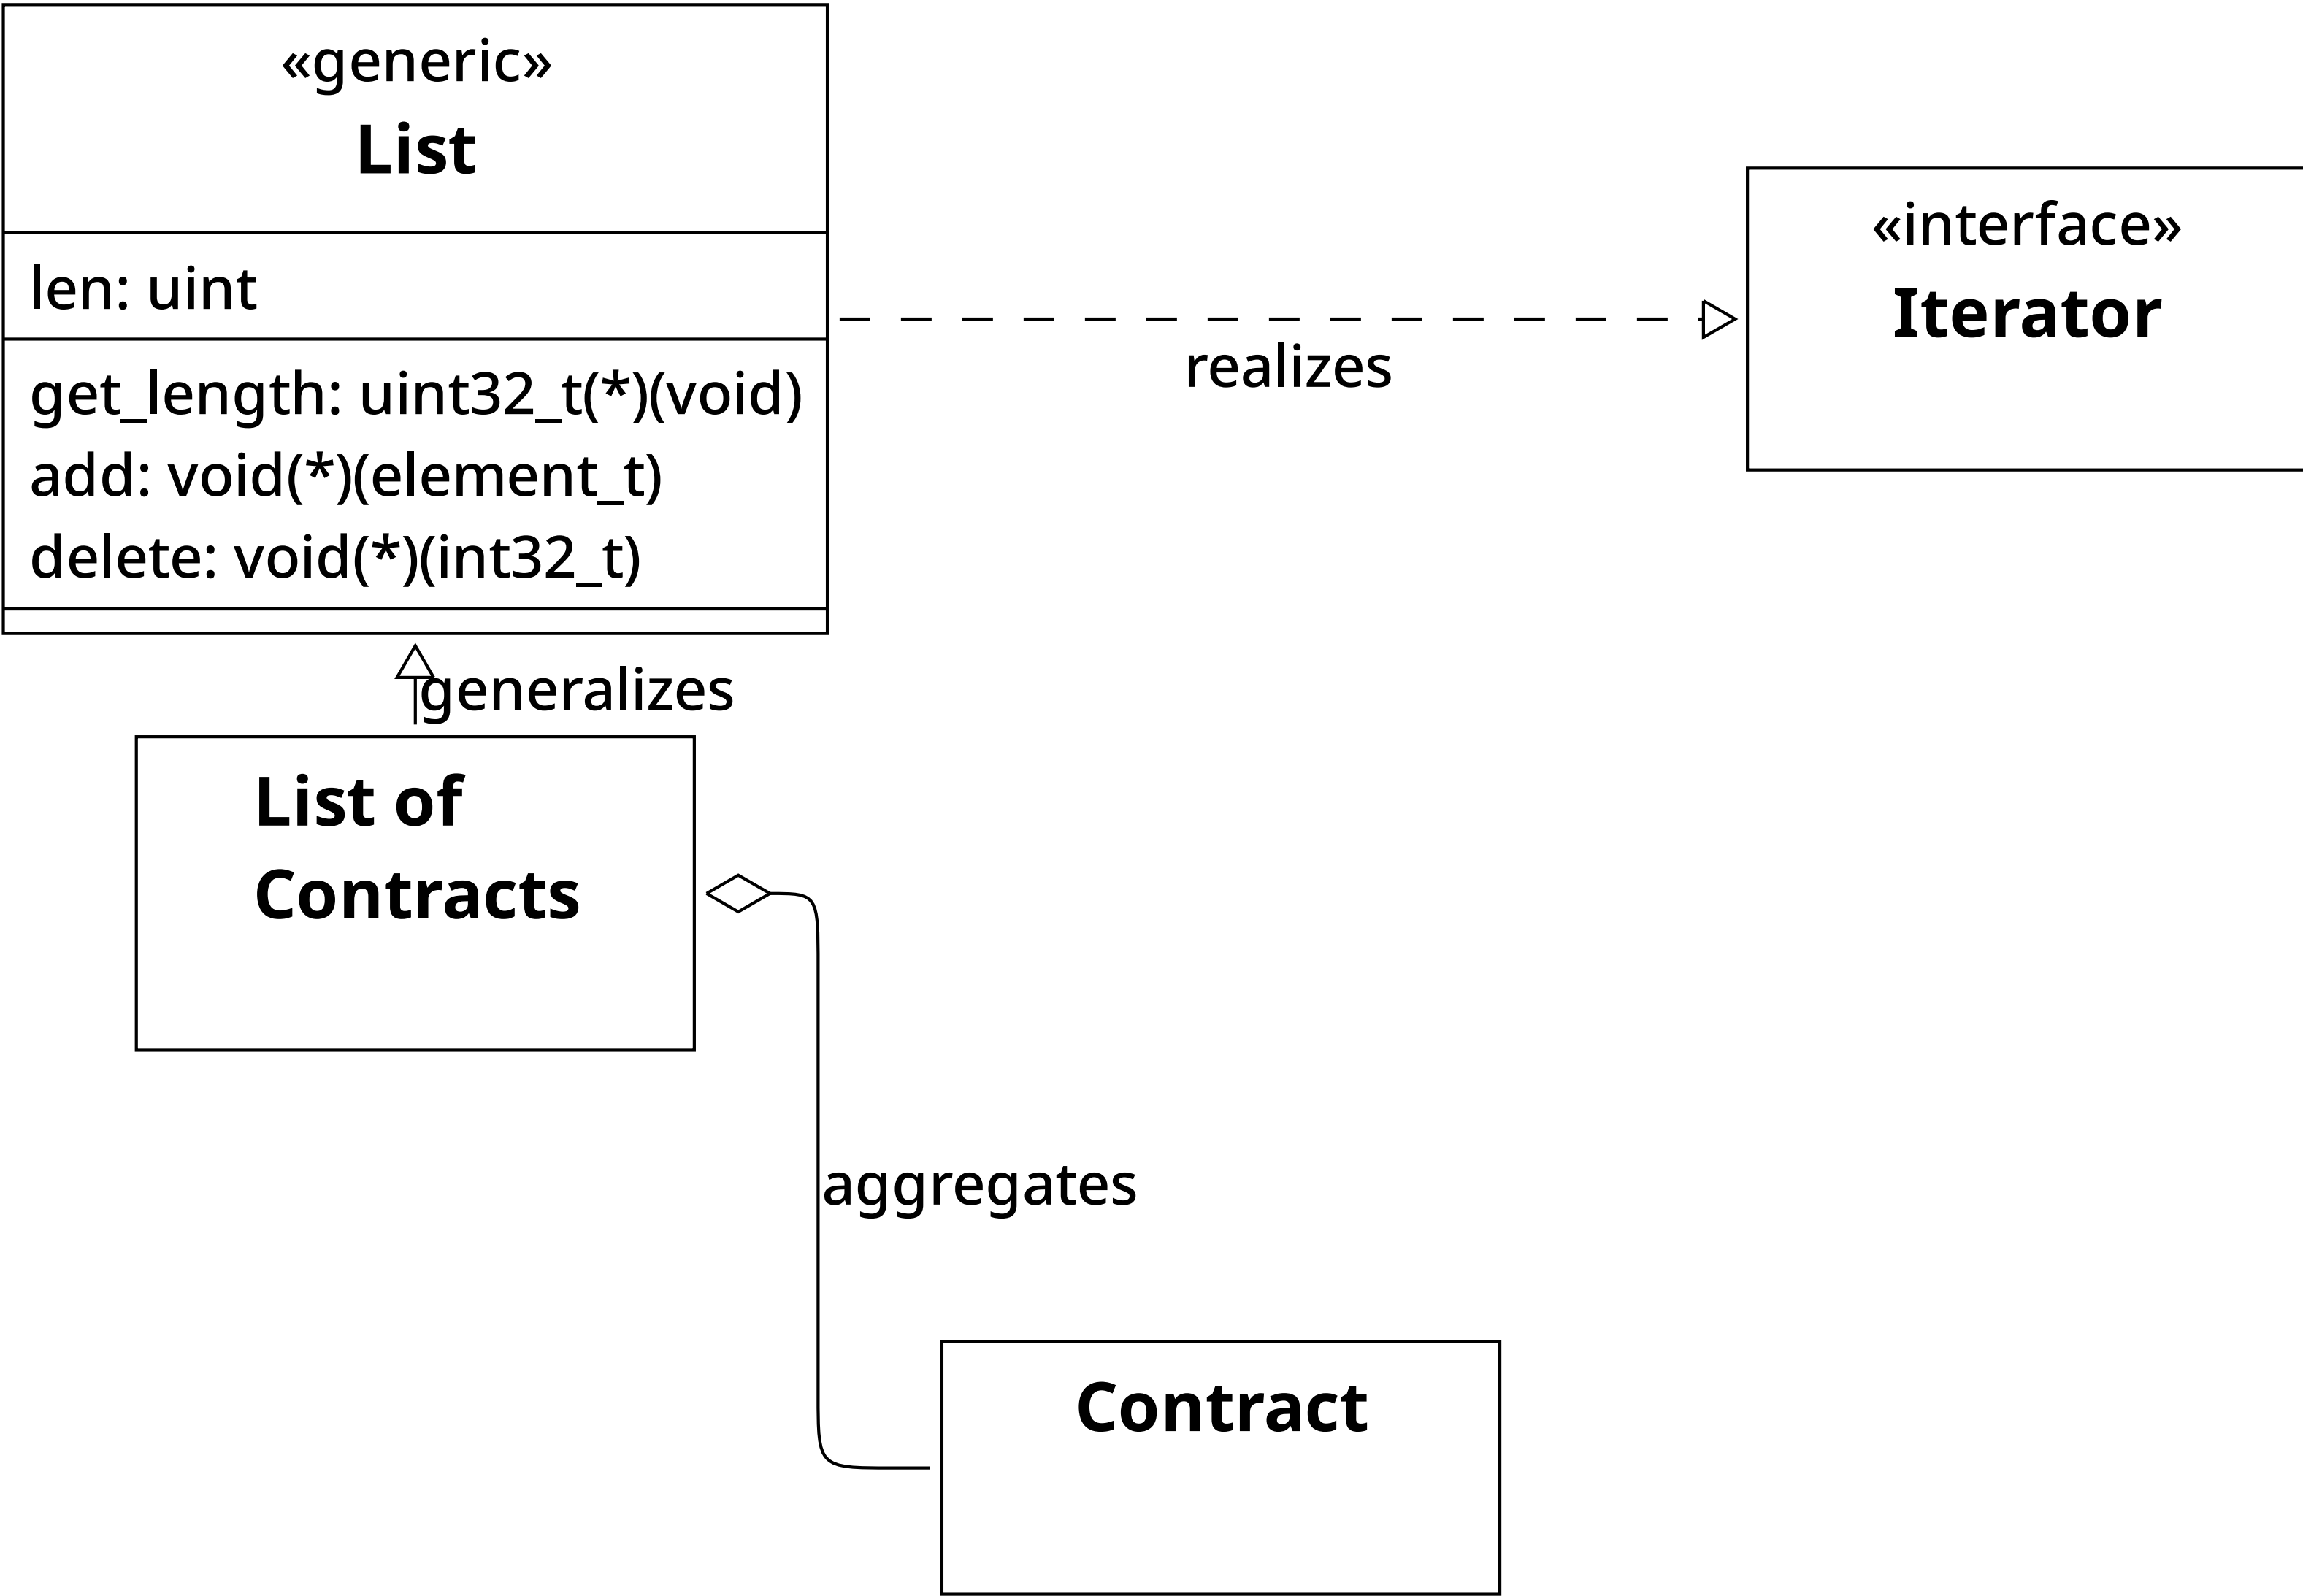 «generic»
List
len: uint
get_length: uint32_t(*)(void)
add: void(*)(element_t)
delete: void(*)(int32_t)
realizes
«interface»
Iterator
generalizes
List of
Contracts
aggregates
Contract